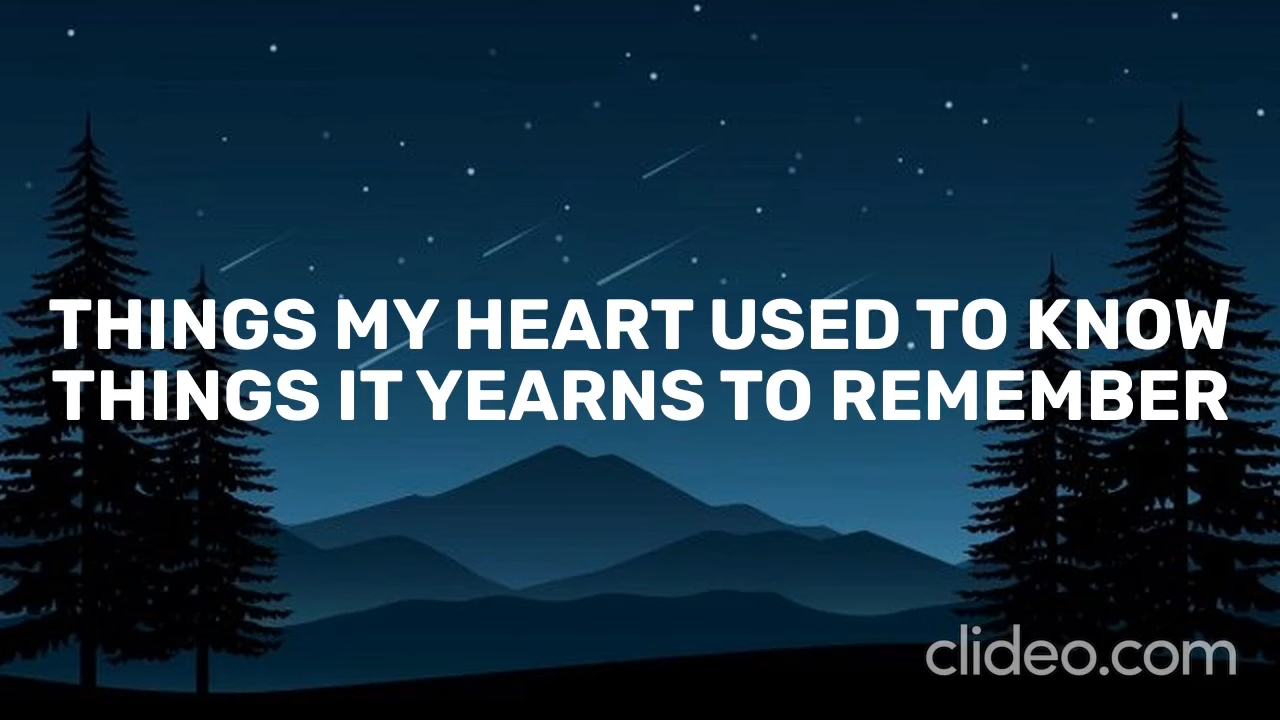 THINGS MY HEART USED TO KNOW
THINGS IT YEARNS TO REMEMBER
clideo.com